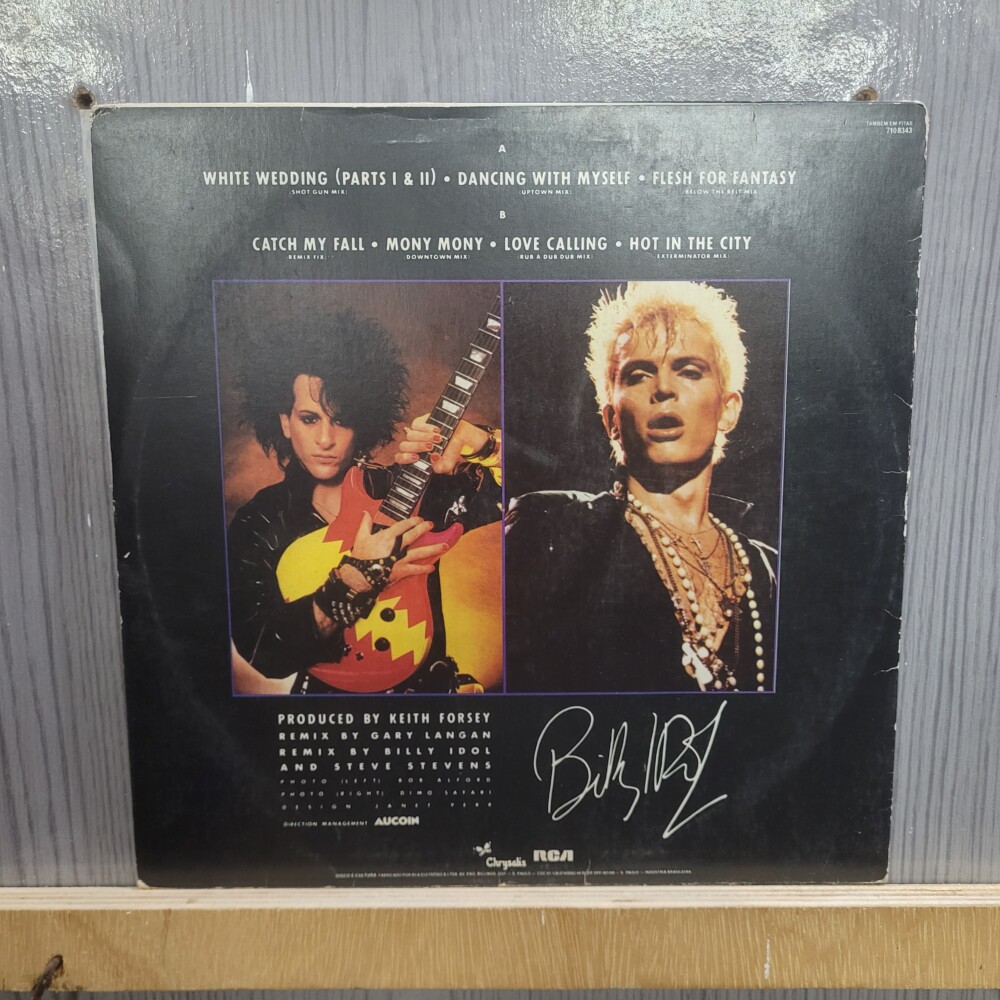 TAMBÉM EM FITAS
710.8343
A
WHITE WEDDING (PARTS I & II) • DANCING WITH MYSELF • FLESH FOR FANTASY
(SHOT GUN MIX) (UPTOWN MIX) (BELOW THE BELT MIX)
B
CATCH MY FALL • MONY MONY • LOVE CALLING • HOT IN THE CITY
(REMIX FIX) (DOWNTOWN MIX) (RUB A DUB DUB MIX) (EXTERMINATOR MIX)
PRODUCED BY KEITH FORSEY
REMIX BY GARY LANGAN
REMIX BY BILLY IDOL
AND STEVE STEVENS
PHOTO (LEFT) BOB ALFORD
PHOTO (RIGHT) DIMO SAFARI
DESIGN JANET PERR
DIRECTION MANAGEMENT AUCOIN
Billy Idol
Chrysalis RCA
DISCO É CULTURA. INDÚSTRIA BRASILEIRA